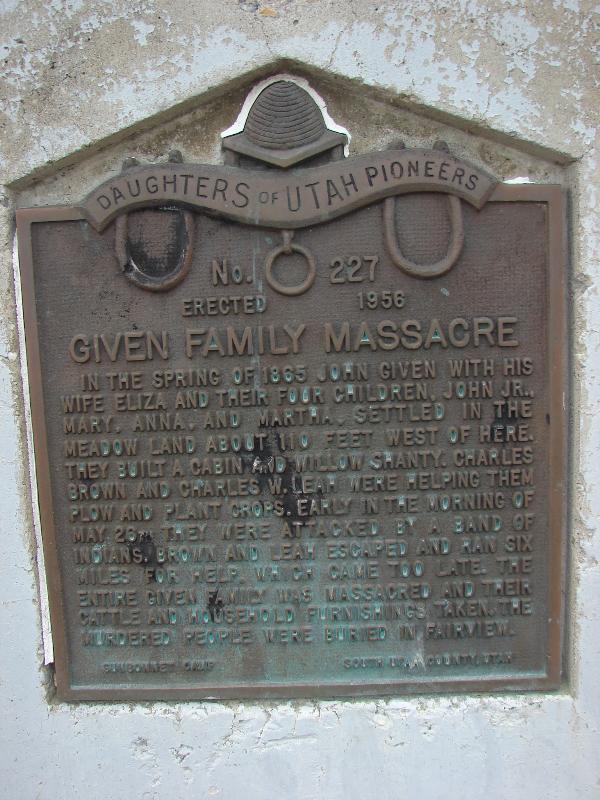 DAUGHTERS OF UTAH PIONEERS
No. 227
ERECTED 1956
GIVEN FAMILY MASSACRE
IN THE SPRING OF 1865 JOHN GIVEN WITH HIS
WIFE ELIZA AND THEIR FOUR CHILDREN, JOHN JR.,
MARY, ANNA, AND MARTHA, SETTLED IN THE
MEADOW LAND ABOUT 110 FEET WEST OF HERE.
THEY BUILT A CABIN AND WILLOW SHANTY. CHARLES
BROWN AND CHARLES W. LEAH WERE HELPING THEM
PLOW AND PLANT CROPS. EARLY IN THE MORNING OF
MAY 25TH THEY WERE ATTACKED BY A BAND OF
INDIANS. BROWN AND LEAH ESCAPED AND RAN SIX
MILES FOR HELP, WHICH CAME TOO LATE. THE
ENTIRE GIVEN FAMILY WAS MASSACRED AND THEIR
CATTLE AND HOUSEHOLD FURNISHINGS TAKEN. THE
MURDERED PEOPLE WERE BURIED IN FAIRVIEW.
SUNBONNET CAMP SOUTH UTAH COUNTY, UTAH